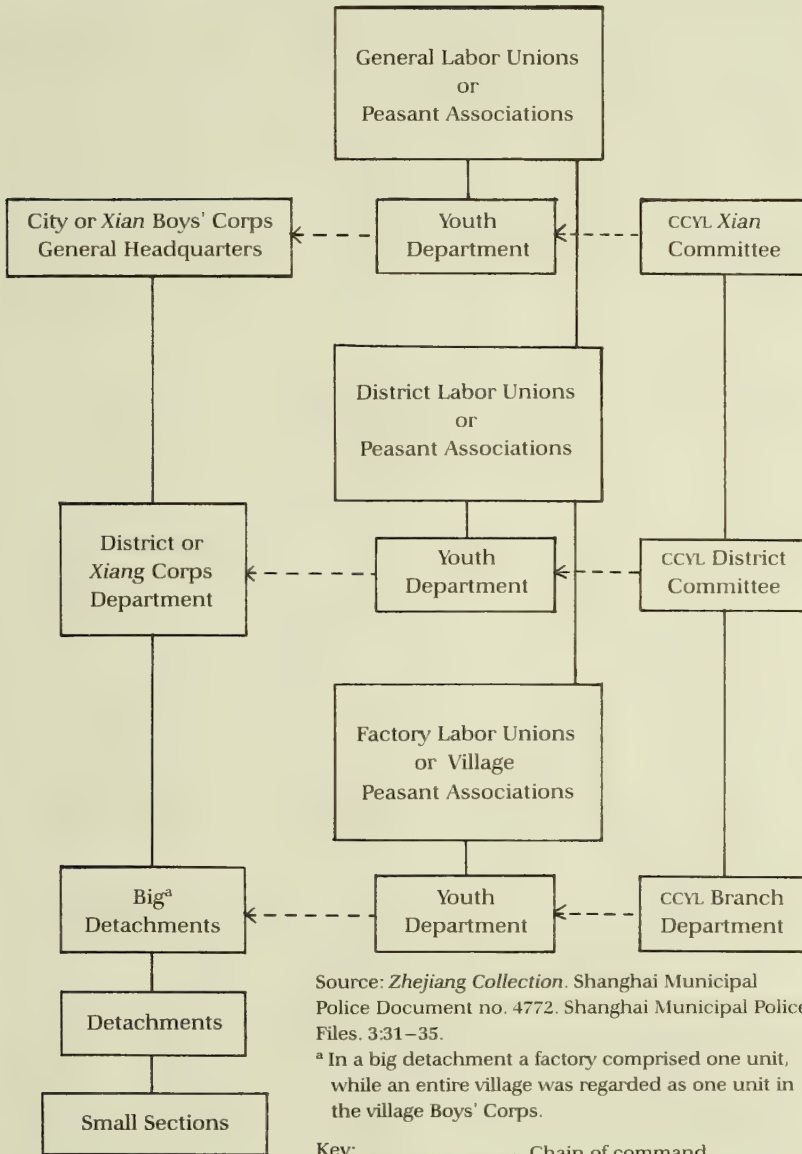 General Labor Unions
or
Peasant Associations
City or Xian Boys' Corps
General Headquarters
Youth
Department
CCYL Xian
Committee
District Labor Unions
or
Peasant Associations
District or
Xiang Corps
Department
Youth
Department
CCYL District
Committee
Factory Labor Unions
or Village
Peasant Associations
Big^a
Detachments
Youth
Department
CCYL Branch
Department
Detachments
Small Sections
Source: Zhejiang Collection. Shanghai Municipal
Police Document no. 4772. Shanghai Municipal Police
Files. 3:31–35.
^a In a big detachment a factory comprised one unit,
while an entire village was regarded as one unit in
the village Boys' Corps.
Key:
Chain of command